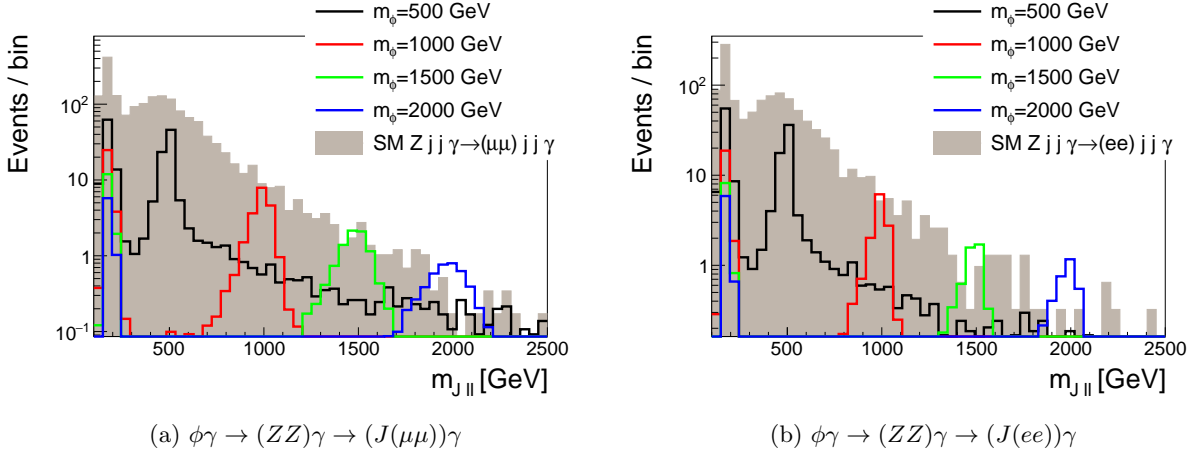 m_ϕ=500 GeV
m_ϕ=1000 GeV
m_ϕ=1500 GeV
m_ϕ=2000 GeV
SM Z j j γ→(μμ) j j γ
Events / bin
10²
10
1
10⁻¹
500 1000 1500 2000 2500
m_J ll [GeV]
(a) ϕγ → (ZZ)γ → (J(μμ))γ
m_ϕ=500 GeV
m_ϕ=1000 GeV
m_ϕ=1500 GeV
m_ϕ=2000 GeV
SM Z j j γ→(ee) j j γ
Events / bin
10²
10
1
500 1000 1500 2000 2500
m_J ll [GeV]
(b) ϕγ → (ZZ)γ → (J(ee))γ